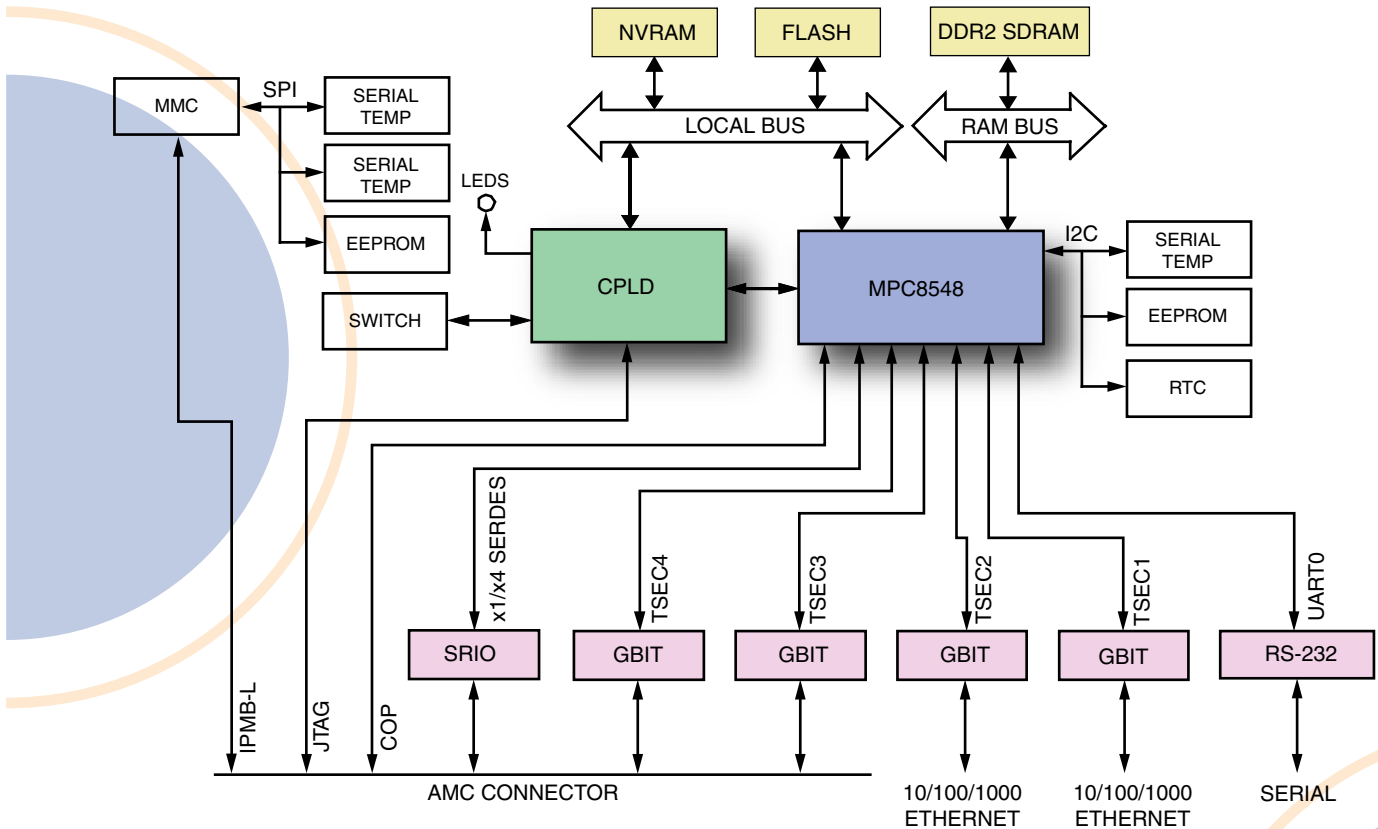 NVRAM
FLASH
DDR2 SDRAM
MMC
SPI
SERIAL
TEMP
LOCAL BUS
RAM BUS
SERIAL
TEMP
LEDS
EEPROM
I2C
SERIAL
TEMP
CPLD
MPC8548
SWITCH
EEPROM
RTC
x1/x4 SERDES
TSEC4
TSEC3
TSEC2
TSEC1
UART0
SRIO
GBIT
GBIT
GBIT
GBIT
RS-232
IPMB-L
JTAG
COP
AMC CONNECTOR
10/100/1000
ETHERNET
10/100/1000
ETHERNET
SERIAL